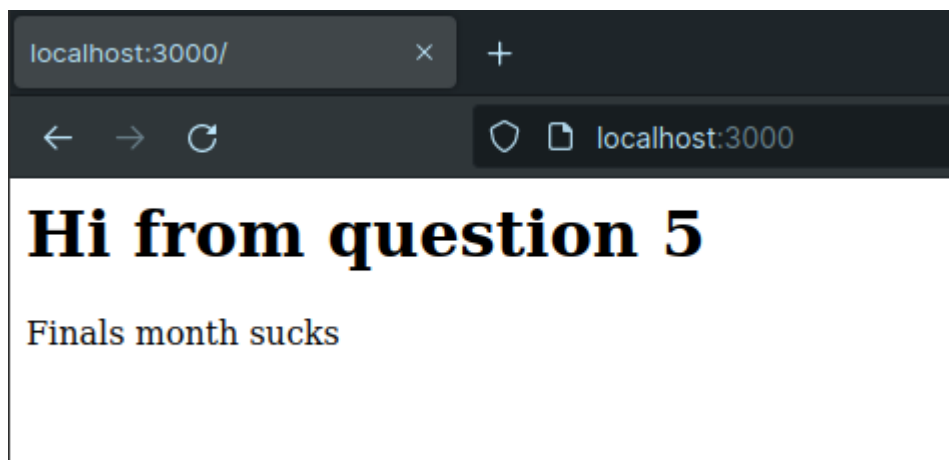 localhost:3000/
localhost:3000
Hi from question 5
Finals month sucks